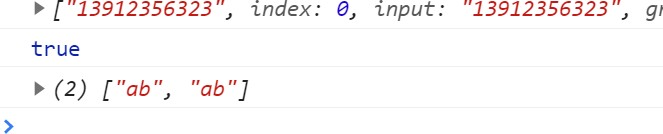 ▶["13912356323", index: 0, input: "13912356323", gr
true
▶(2) ["ab", "ab"]
>